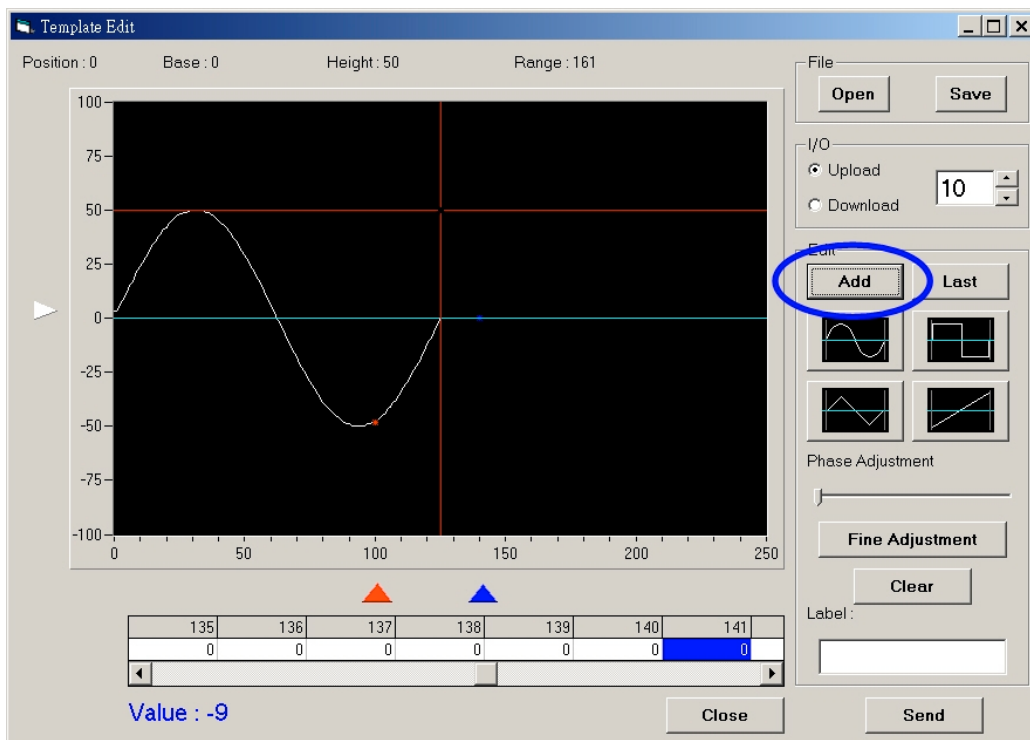 Template Edit
Position : 0 Base : 0 Height : 50 Range : 161
File
Open Save
I/O
Upload
Download
10
Edit
Add Last
Phase Adjustment
Fine Adjustment
Clear
Label :
100
75
50
25
0
-25
-50
-75
-100
0 50 100 150 200 250
135 136 137 138 139 140 141
0 0 0 0 0 0 0
Value : -9
Close Send